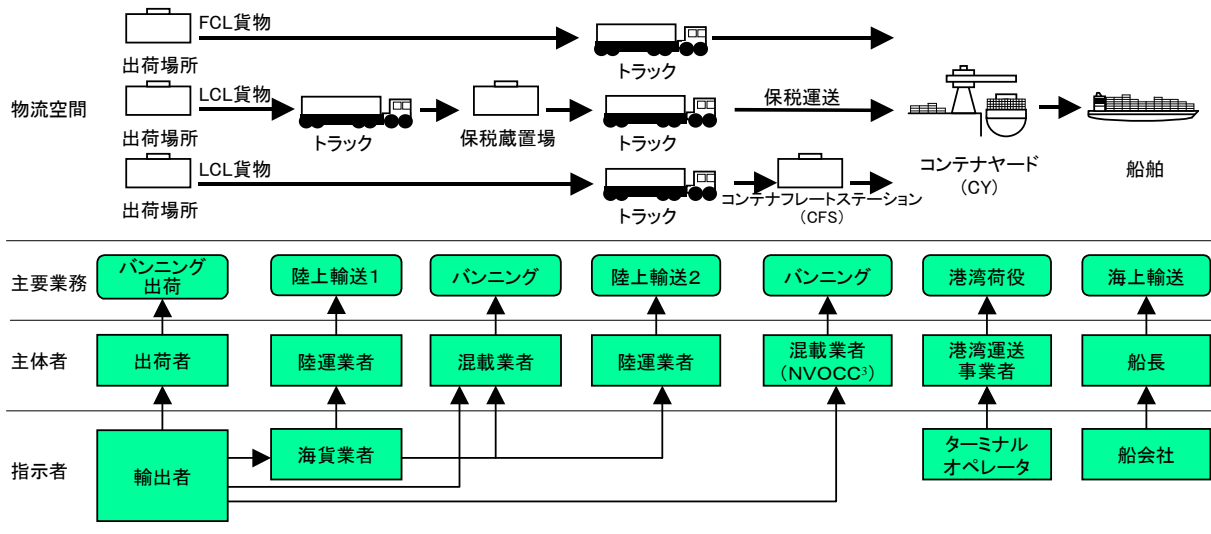 FCL貨物
出荷場所
トラック
物流空間
LCL貨物
保税運送
出荷場所
トラック
保税蔵置場
トラック
コンテナヤード
(CY)
船舶
LCL貨物
出荷場所
トラック
コンテナフレートステーション
(CFS)
主要業務
バンニング
出荷
陸上輸送1
バンニング
陸上輸送2
バンニング
港湾荷役
海上輸送
主体者
出荷者
陸運業者
混載業者
陸運業者
混載業者
(NVOCC³)
港湾運送
事業者
船長
指示者
輸出者
海貨業者
ターミナル
オペレータ
船会社